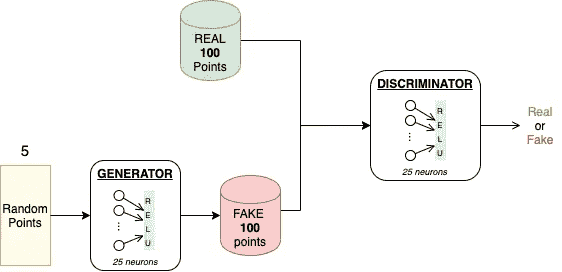 REAL
100
Points
DISCRIMINATOR
R
E
L
U
⋮
25 neurons
Real
or
Fake
5
Random
Points
GENERATOR
R
E
L
U
...
25 neurons
FAKE
100
points